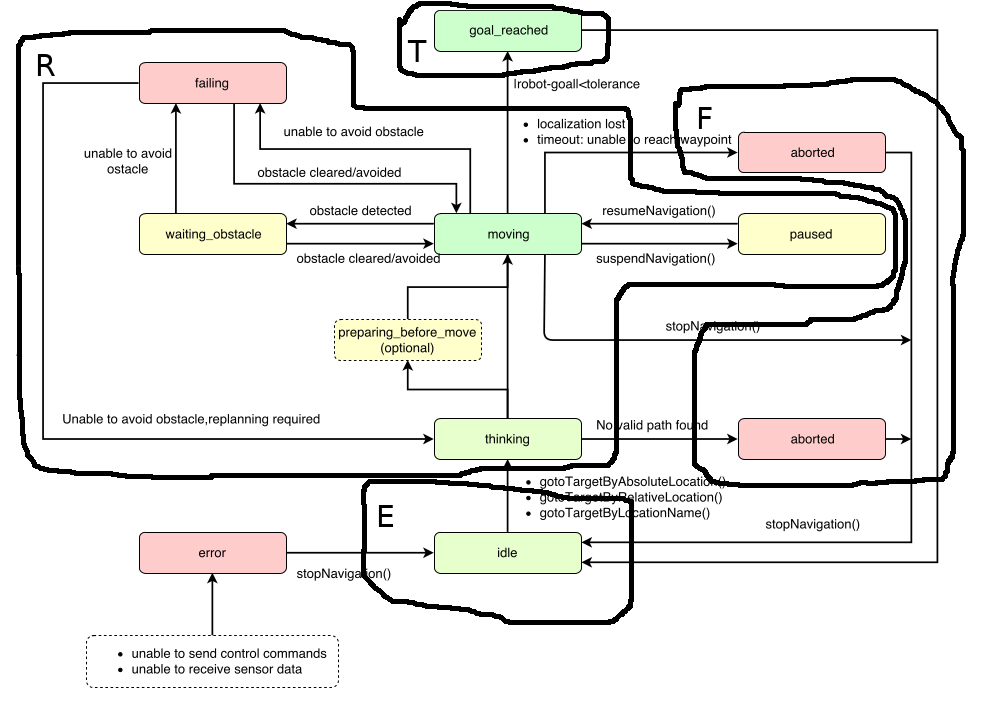 goal_reached
T
R
|robot-goal|<tolerance
failing
F
localization lost
timeout: unable to reach waypoint
unable to avoid obstacle
aborted
unable to avoid
ostacle
obstacle cleared/avoided
obstacle detected
resumeNavigation()
waiting_obstacle
moving
paused
obstacle cleared/avoided
suspendNavigation()
preparing_before_move
(optional)
stopNavigation()
Unable to avoid obstacle,replanning required
thinking
No valid path found
aborted
gotoTargetByAbsoluteLocation()
gotoTargetByRelativeLocation()
gotoTargetByLocationName()
E
stopNavigation()
error
idle
stopNavigation()
unable to send control commands
unable to receive sensor data